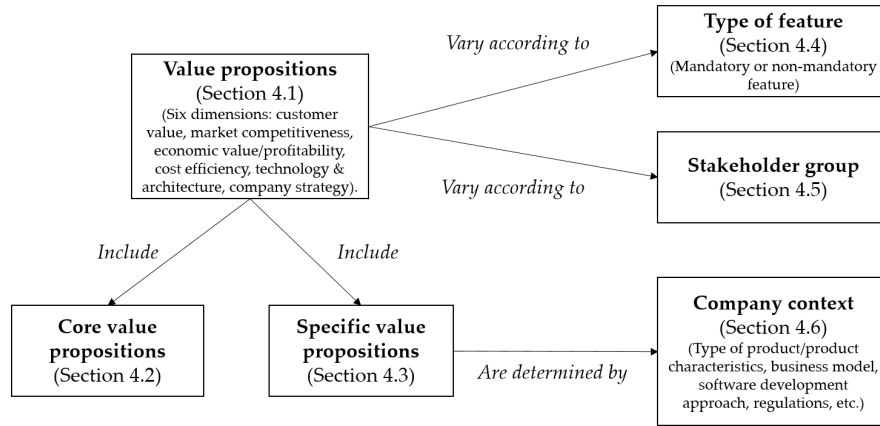 Type of feature
(Section 4.4)
(Mandatory or non-mandatory
feature)
Vary according to
Value propositions
(Section 4.1)
(Six dimensions: customer
value, market competitiveness,
economic value/profitability,
cost efficiency, technology &
architecture, company strategy).
Stakeholder group
(Section 4.5)
Vary according to
Include
Include
Core value
propositions
(Section 4.2)
Specific value
propositions
(Section 4.3)
Are determined by
Company context
(Section 4.6)
(Type of product/product
characteristics, business model,
software development
approach, regulations, etc.)